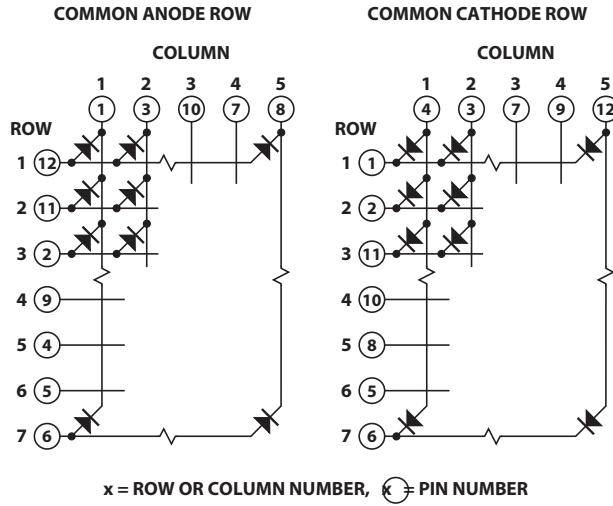 COMMON ANODE ROW
COLUMN
1 2 3 4 5
1 3 10 7 8
ROW
1 12
2 11
3 2
4 9
5 4
6 5
7 6
COMMON CATHODE ROW
COLUMN
1 2 3 4 5
4 3 7 9 12
ROW
1 1
2 2
3 11
4 10
5 8
6 5
7 6
x = ROW OR COLUMN NUMBER, x = PIN NUMBER